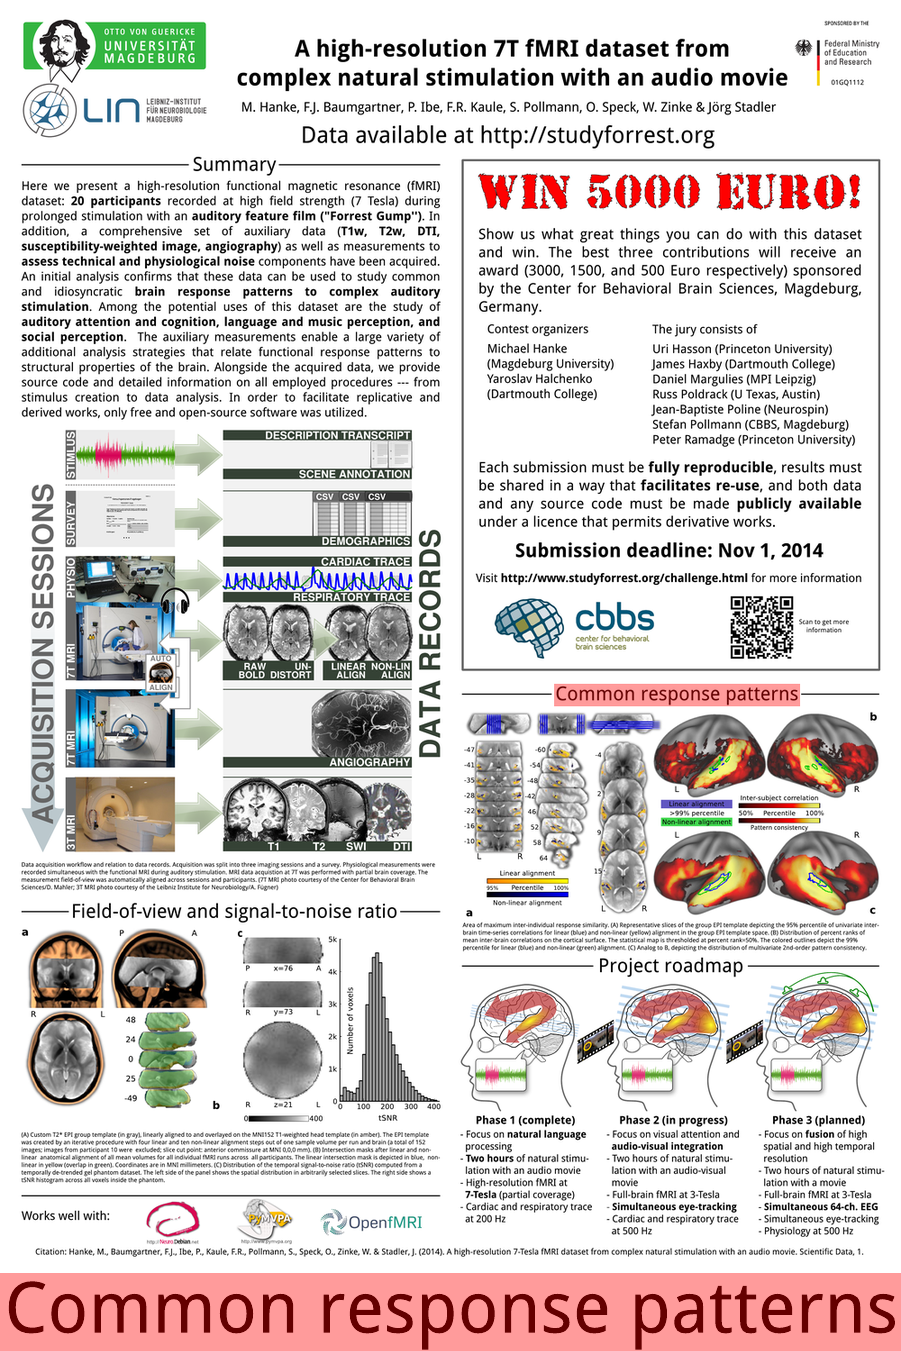 OTTO VON GUERICKE
UNIVERSITÄT
MAGDEBURG
LIN
LEIBNIZ-INSTITUT
FÜR NEUROBIOLOGIE
MAGDEBURG
A high-resolution 7T fMRI dataset from
complex natural stimulation with an audio movie
M. Hanke, F.J. Baumgartner, P. Ibe, F.R. Kaule, S. Pollmann, O. Speck, W. Zinke & Jörg Stadler
Data available at http://studyforrest.org
SPONSORED BY THE
Federal Ministry
of Education
and Research
01GQ1112
Summary
Here we present a high-resolution functional magnetic resonance (fMRI)
dataset: 20 participants recorded at high field strength (7 Tesla) during
prolonged stimulation with an auditory feature film ("Forrest Gump''). In
addition, a comprehensive set of auxiliary data (T1w, T2w, DTI,
susceptibility-weighted image, angiography) as well as measurements to
assess technical and physiological noise components have been acquired.
An initial analysis confirms that these data can be used to study common
and idiosyncratic brain response patterns to complex auditory
stimulation. Among the potential uses of this dataset are the study of
auditory attention and cognition, language and music perception, and
social perception. The auxiliary measurements enable a large variety of
additional analysis strategies that relate functional response patterns to
structural properties of the brain. Alongside the acquired data, we provide
source code and detailed information on all employed procedures --- from
stimulus creation to data analysis. In order to facilitate replicative and
derived works, only free and open-source software was utilized.
ACQUISITION SESSIONS
STIMLUS
SURVEY
PHYSIO
7T MRI
7T MRI
3T MRI
AUTO
ALIGN
DESCRIPTION TRANSCRIPT
SCENE ANNOTATION
CSV CSV CSV
DEMOGRAPHICS
CARDIAC TRACE
RESPIRATORY TRACE
RAW BOLD
UN-DISTORT
LINEAR ALIGN
NON-LIN ALIGN
ANGIOGRAPHY
T1 T2 SWI DTI
DATA RECORDS
Data acquisition workflow and relation to data records. Acquisition was split into three imaging sessions and a survey. Physiological measurements were
recorded simultaneously with the functional MRI during auditory stimulation. MRI data acquistion at 7T was performed with partial brain coverage. The
measurement field-of-view was automatically aligned across sessions and participants. (7T MRI photo courtesy of the Center for Behavioral Brain
Sciences/D. Mahler; 3T MRI photo courtesy of the Leibniz Institute for Neurobiology/A. Fügner)
Field-of-view and signal-to-noise ratio
a
P A
R L
48
24
0
25
-49
b
c
P x=76 A
R y=73 L
R z=21 L
0 400
5k
4k
3k
2k
1k
0
Number of voxels
0 100 200 300 400
tSNR
(A) Custom T2* EPI group template (in gray), linearly aligned to and overlayed on the MNI152 T1-weighted head template (in amber). The EPI template
was created by an iterative procedure with four linear and ten non-linear alignment steps out of one sample volume per run and brain (a total of 152
images; images from participant 10 were excluded; slice cut point: anterior commissure at MNI 0,0,0 mm). (B) Intersection masks after linear and non-
linear anatomical alignment of all mean volumes for all individual fMRI runs across all participants. The linear intersection mask is depicted in blue, non-
linear in yellow (overlap in green). Coordinates are in MNI millimeters. (C) Distribution of the temporal signal-to-noise ratio (tSNR) computed from a
temporally de-trended gel phantom dataset. The left side of the panel shows the spatial distribution in arbitrarily selected slices. The right side shows a
tSNR histogram across all voxels inside the phantom.
Works well with:
http://NeuroDebian.net
PyMVPA
http://www.pymvpa.org
OpenfMRI
WIN 5000 EURO!
Show us what great things you can do with this dataset
and win. The best three contributions will receive an
award (3000, 1500, and 500 Euro respectively) sponsored
by the Center for Behavioral Brain Sciences, Magdeburg,
Germany.
Contest organizers
Michael Hanke
(Magdeburg University)
Yaroslav Halchenko
(Dartmouth College)
The jury consists of
Uri Hasson (Princeton University)
James Haxby (Dartmouth College)
Daniel Margulies (MPI Leipzig)
Russ Poldrack (U Texas, Austin)
Jean-Baptiste Poline (Neurospin)
Stefan Pollmann (CBBS, Magdeburg)
Peter Ramadge (Princeton University)
Each submission must be fully reproducible, results must
be shared in a way that facilitates re-use, and both data
and any source code must be made publicly available
under a licence that permits derivative works.
Submission deadline: Nov 1, 2014
Visit http://www.studyforrest.org/challenge.html for more information
cbbs
center for behavioral
brain sciences
Scan to get more
information
Common response patterns
-47
-41
-35
-28
-22
-16
-10
L R
-60
-54
-48
-42
46
52
58
64
-4
2
9
15
L R
Linear alignment
95% Percentile 100%
Non-linear alignment
a
b
L R
Linear alignment
>99% percentile
Non-linear alignment
Inter-subject correlation
50% Percentile 100%
Pattern consistency
L R
c
Area of maximum inter-individual response similarity. (A) Representative slices of the group EPI template depicting the 95% percentile of univariate inter-
brain time-series correlations for linear (blue) and non-linear (yellow) alignment in the group EPI template space. (B) Distribution of percent ranks of
mean inter-brain correlations on the cortical surface. The statistical map is thresholded at percent rank=50%. The colored outlines depict the 99%
percentile for linear (blue) and non-linear (green) alignment. (C) Analog to B, depicting the distribution of multivariate 2nd-order pattern consistency.
Project roadmap
Phase 1 (complete)
- Focus on natural language
processing
- Two hours of natural stimu-
lation with an audio movie
- High-resolution fMRI at
7-Tesla (partial coverage)
- Cardiac and respiratory trace
at 200 Hz
Phase 2 (in progress)
- Focus on visual attention and
audio-visual integration
- Two hours of natural stimu-
lation with an audio-visual
movie
- Full-brain fMRI at 3-Tesla
- Simultaneous eye-tracking
- Cardiac and respiratory trace
at 500 Hz
Phase 3 (planned)
- Focus on fusion of high
spatial and high temporal
resolution
- Two hours of natural stimu-
lation with a movie
- Full-brain fMRI at 3-Tesla
- Simultaneous 64-ch. EEG
- Simultaneous eye-tracking
- Physiology at 500 Hz
Citation: Hanke, M., Baumgartner, F.J., Ibe, P., Kaule, F.R., Pollmann, S., Speck, O., Zinke, W. & Stadler, J. (2014). A high-resolution 7-Tesla fMRI dataset from complex natural stimulation with an audio movie. Scientific Data, 1.
Common response patterns